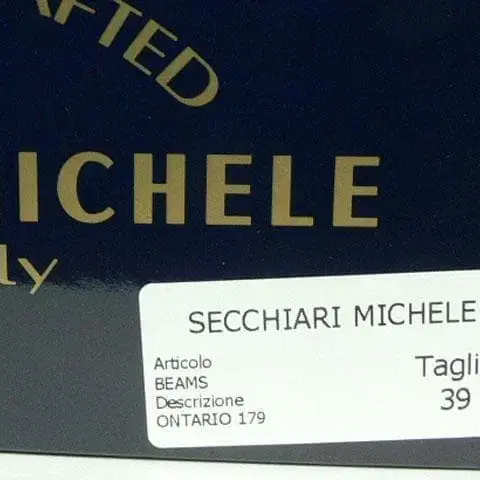 AFTED
ICHELE
ly
SECCHIARI MICHELE
Articolo
BEAMS
Descrizione
ONTARIO 179
Tagli
39